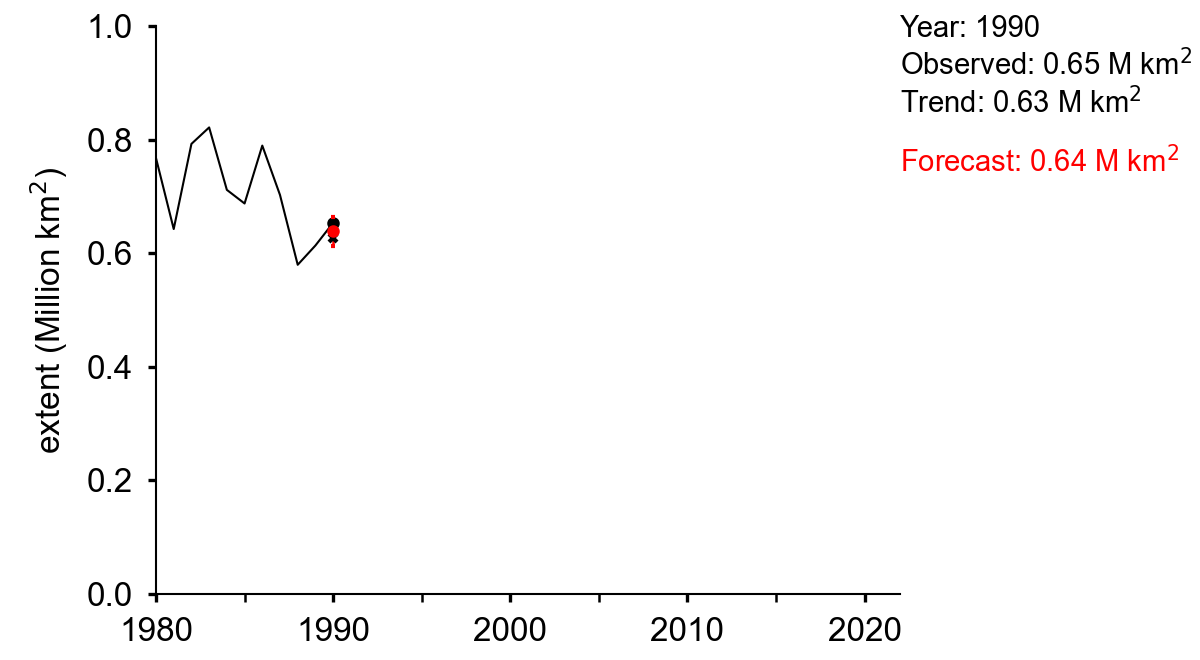 Year: 1990
Observed: 0.65 M km²
Trend: 0.63 M km²
Forecast: 0.64 M km²
extent (Million km²)
1.0
0.8
0.6
0.4
0.2
0.0
1980 1990 2000 2010 2020